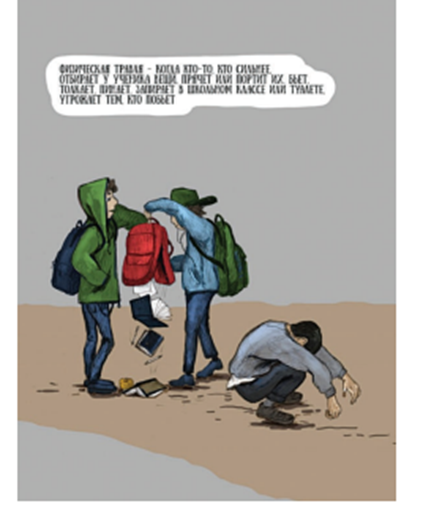 ФИЗИЧЕСКАЯ ТРАВЛЯ – КОГДА КТО-ТО, КТО СИЛЬНЕЕ,
ОТБИРАЕТ У УЧЕНИКА ВЕЩИ, ПРЯЧЕТ ИЛИ ПОРТИТ ИХ, БЬЕТ,
ТОЛКАЕТ, ПИНАЕТ, ЗАПИРАЕТ В ШКОЛЬНОМ КЛАССЕ ИЛИ ТУАЛЕТЕ,
УГРОЖАЕТ ТЕМ, КТО ПОБЬЕТ